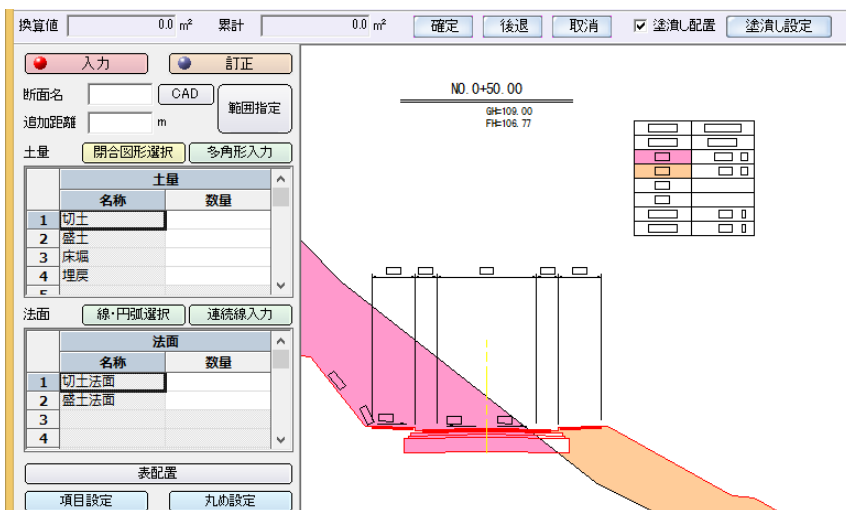 換算値 0.0 m² 累計 0.0 m² 確定 後退 取消 塗潰し配置 塗潰し設定
入力 訂正
断面名 CAD 範囲指定
追加距離 m
土量 閉合図形選択 多角形入力
土量
名称 数量
1 切土
2 盛土
3 床堀
4 埋戻
5
法面 線・円弧選択 連続線入力
法面
名称 数量
1 切土法面
2 盛土法面
3
4
表配置
項目設定 丸め設定
NO. 0+50.00
GH=109.00
FH=106.77